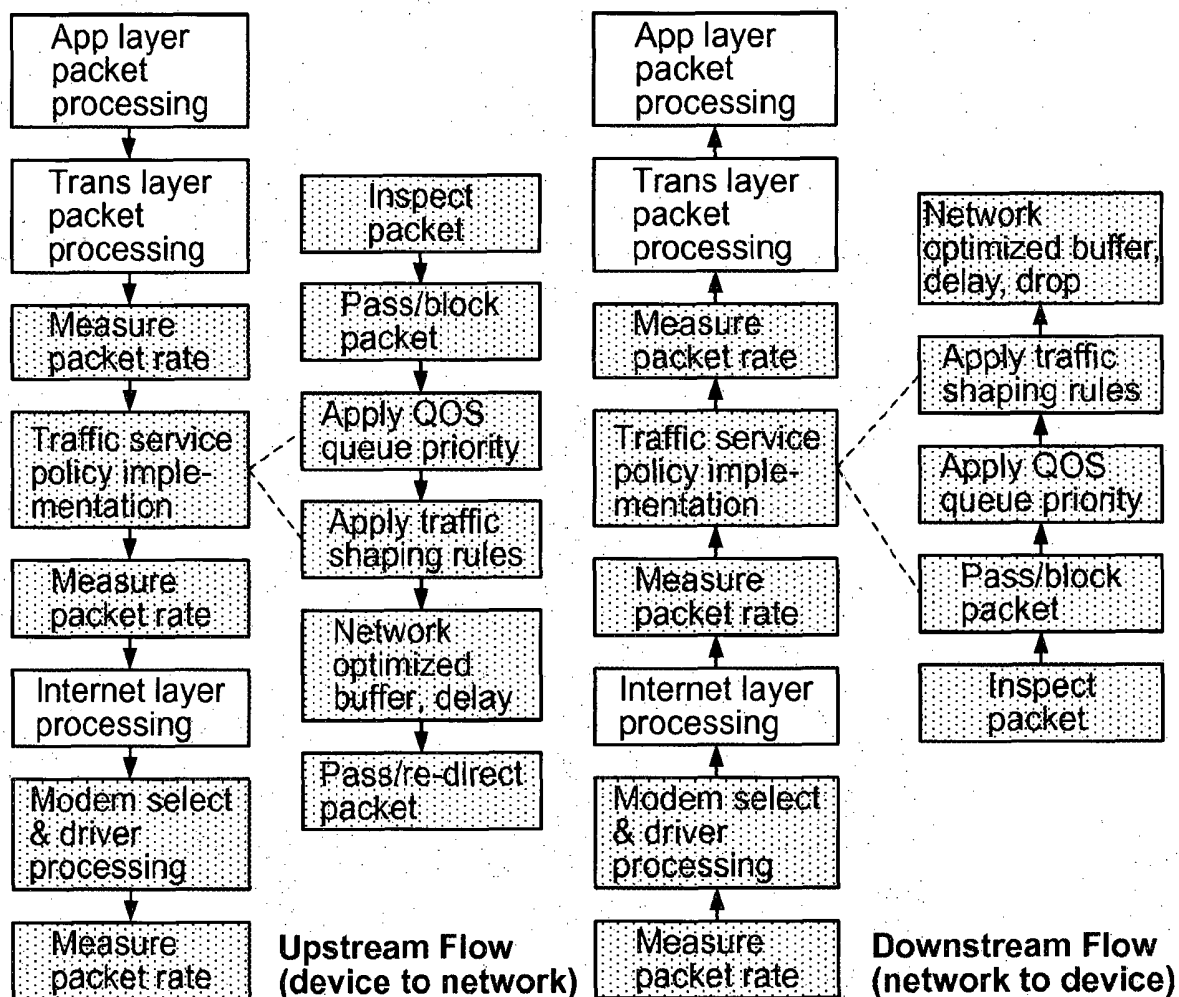 App layer
packet
processing
Trans layer
packet
processing
Measure
packet rate
Traffic service
policy imple-
mentation
Measure
packet rate
Internet layer
processing
Modem select
& driver
processing
Measure
packet rate
Inspect
packet
Pass/block
packet
Apply QOS
queue priority
Apply traffic
shaping rules
Network
optimized
buffer, delay
Pass/re-direct
packet
Upstream Flow
(device to network)
App layer
packet
processing
Trans layer
packet
processing
Measure
packet rate
Traffic service
policy imple-
mentation
Measure
packet rate
Internet layer
processing
Modem select
& driver
processing
Measure
packet rate
Network
optimized buffer,
delay, drop
Apply traffic
shaping rules
Apply QOS
queue priority
Pass/block
packet
Inspect
packet
Downstream Flow
(network to device)